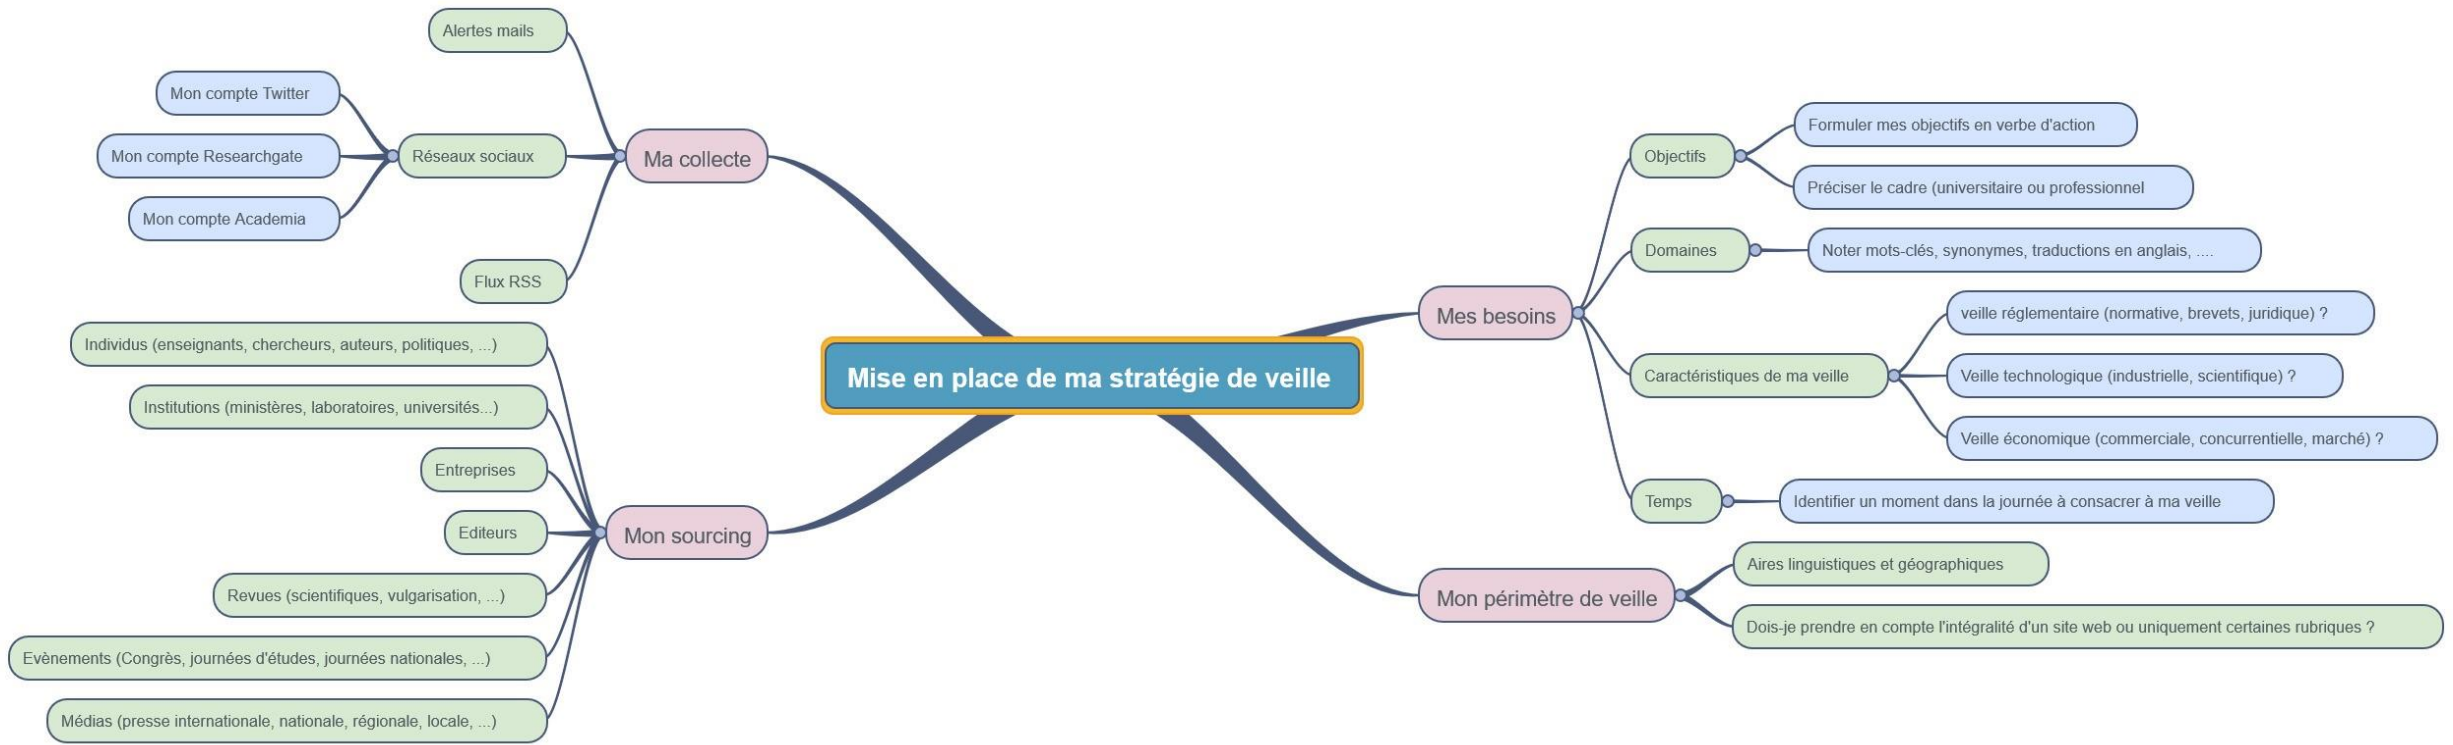 Mise en place de ma stratégie de veille
Ma collecte
Alertes mails
Réseaux sociaux
Mon compte Twitter
Mon compte Researchgate
Mon compte Academia
Flux RSS
Mon sourcing
Individus (enseignants, chercheurs, auteurs, politiques, ...)
Institutions (ministères, laboratoires, universités...)
Entreprises
Editeurs
Revues (scientifiques, vulgarisation, ...)
Evènements (Congrès, journées d'études, journées nationales, ...)
Médias (presse internationale, nationale, régionale, locale, ...)
Mes besoins
Objectifs
Formuler mes objectifs en verbe d'action
Préciser le cadre (universitaire ou professionnel
Domaines
Noter mots-clés, synonymes, traductions en anglais, ....
Caractéristiques de ma veille
veille réglementaire (normative, brevets, juridique) ?
Veille technologique (industrielle, scientifique) ?
Veille économique (commerciale, concurrentielle, marché) ?
Temps
Identifier un moment dans la journée à consacrer à ma veille
Mon périmètre de veille
Aires linguistiques et géographiques
Dois-je prendre en compte l'intégralité d'un site web ou uniquement certaines rubriques ?